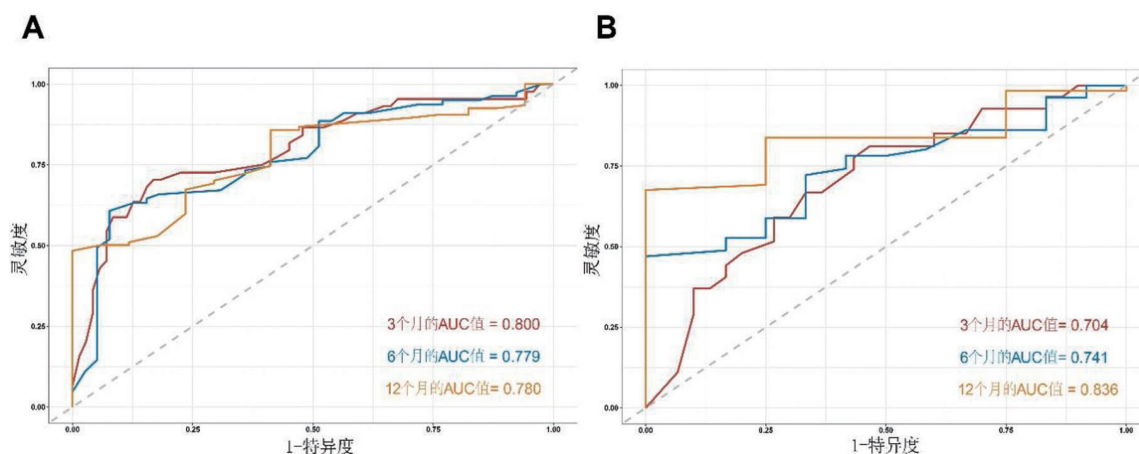 A
灵敏度
1.00
0.75
0.50
0.25
0.00
3个月的AUC值 = 0.800
6个月的AUC值 = 0.779
12个月的AUC值= 0.780
0.00 0.25 0.50 0.75 1.00
1-特异度
B
灵敏度
1.00
0.75
0.50
0.25
0.00
3个月的AUC值= 0.704
6个月的AUC值= 0.741
12个月的AUC值= 0.836
0.00 0.25 0.50 0.75 1.00
1-特异度